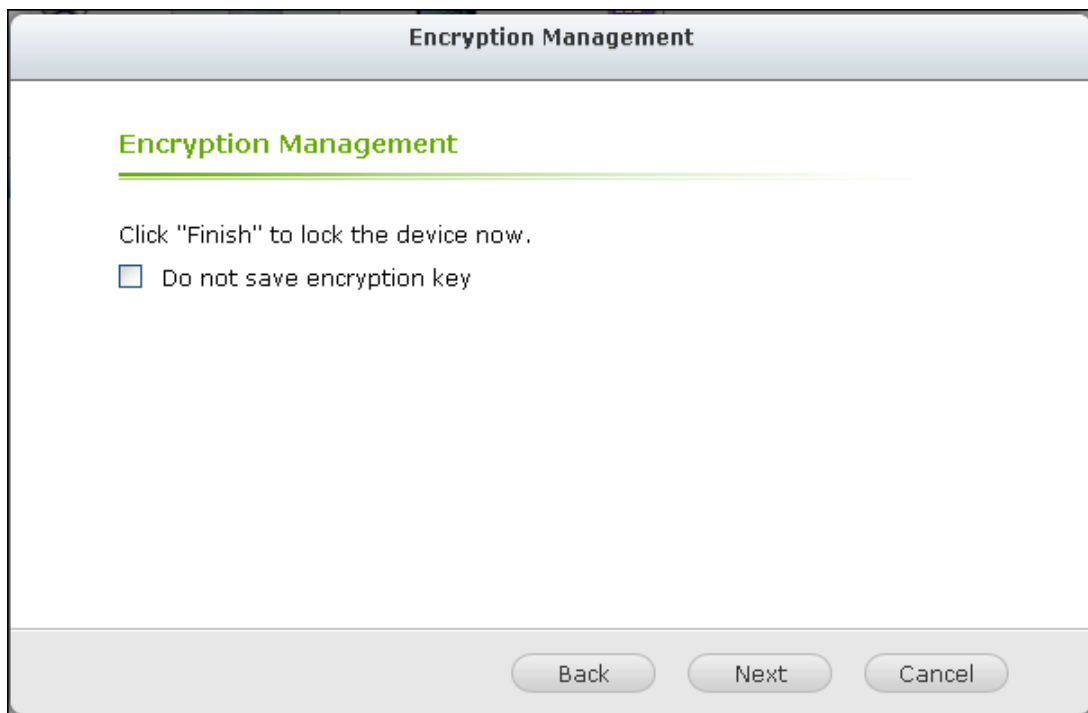 Encryption Management
Encryption Management
Click "Finish" to lock the device now.
Do not save encryption key
Back Next Cancel